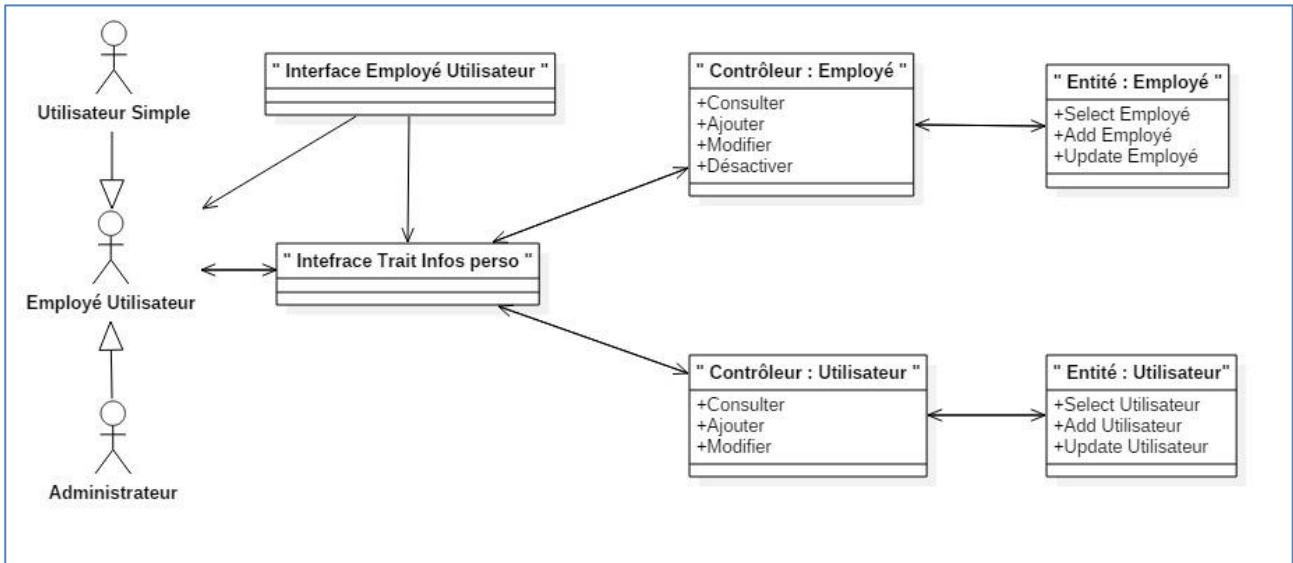 Utilisateur Simple
" Interface Employé Utilisateur "
" Contrôleur : Employé "
+Consulter
+Ajouter
+Modifier
+Désactiver
" Entité : Employé "
+Select Employé
+Add Employé
+Update Employé
Employé Utilisateur
" Intefrace Trait Infos perso "
" Contrôleur : Utilisateur "
+Consulter
+Ajouter
+Modifier
" Entité : Utilisateur"
+Select Utilisateur
+Add Utilisateur
+Update Utilisateur
Administrateur